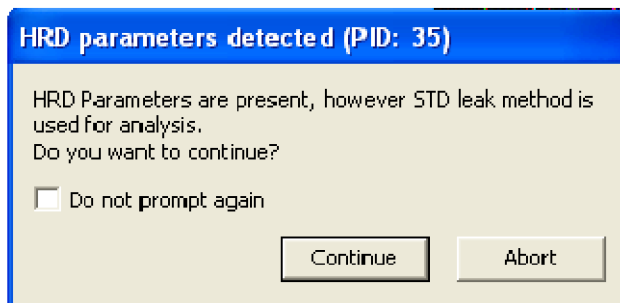 HRD parameters detected (PID: 35)
HRD Parameters are present, however STD leak method is
used for analysis.
Do you want to continue?
Do not prompt again
Continue Abort